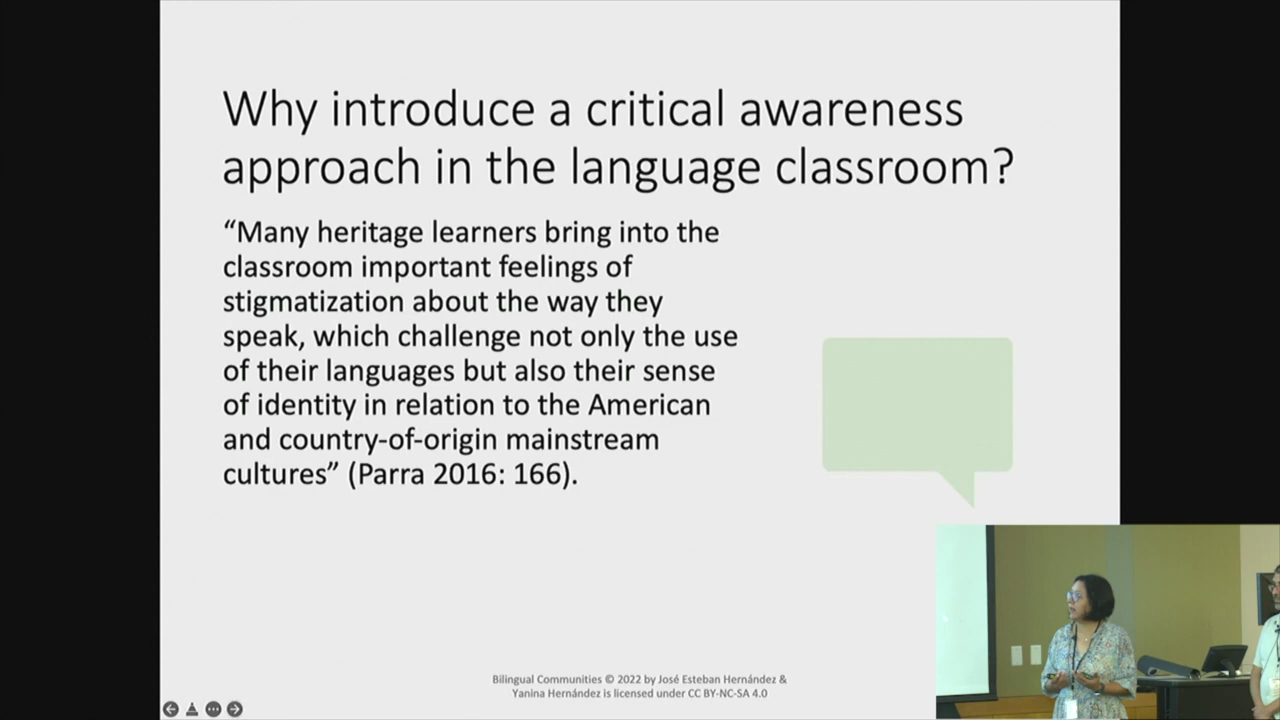 Why introduce a critical awareness
approach in the language classroom?
“Many heritage learners bring into the
classroom important feelings of
stigmatization about the way they
speak, which challenge not only the use
of their languages but also their sense
of identity in relation to the American
and country-of-origin mainstream
cultures” (Parra 2016: 166).
Bilingual Communities © 2022 by José Esteban Hernández &
Yanina Hernández is licensed under CC BY-NC-SA 4.0